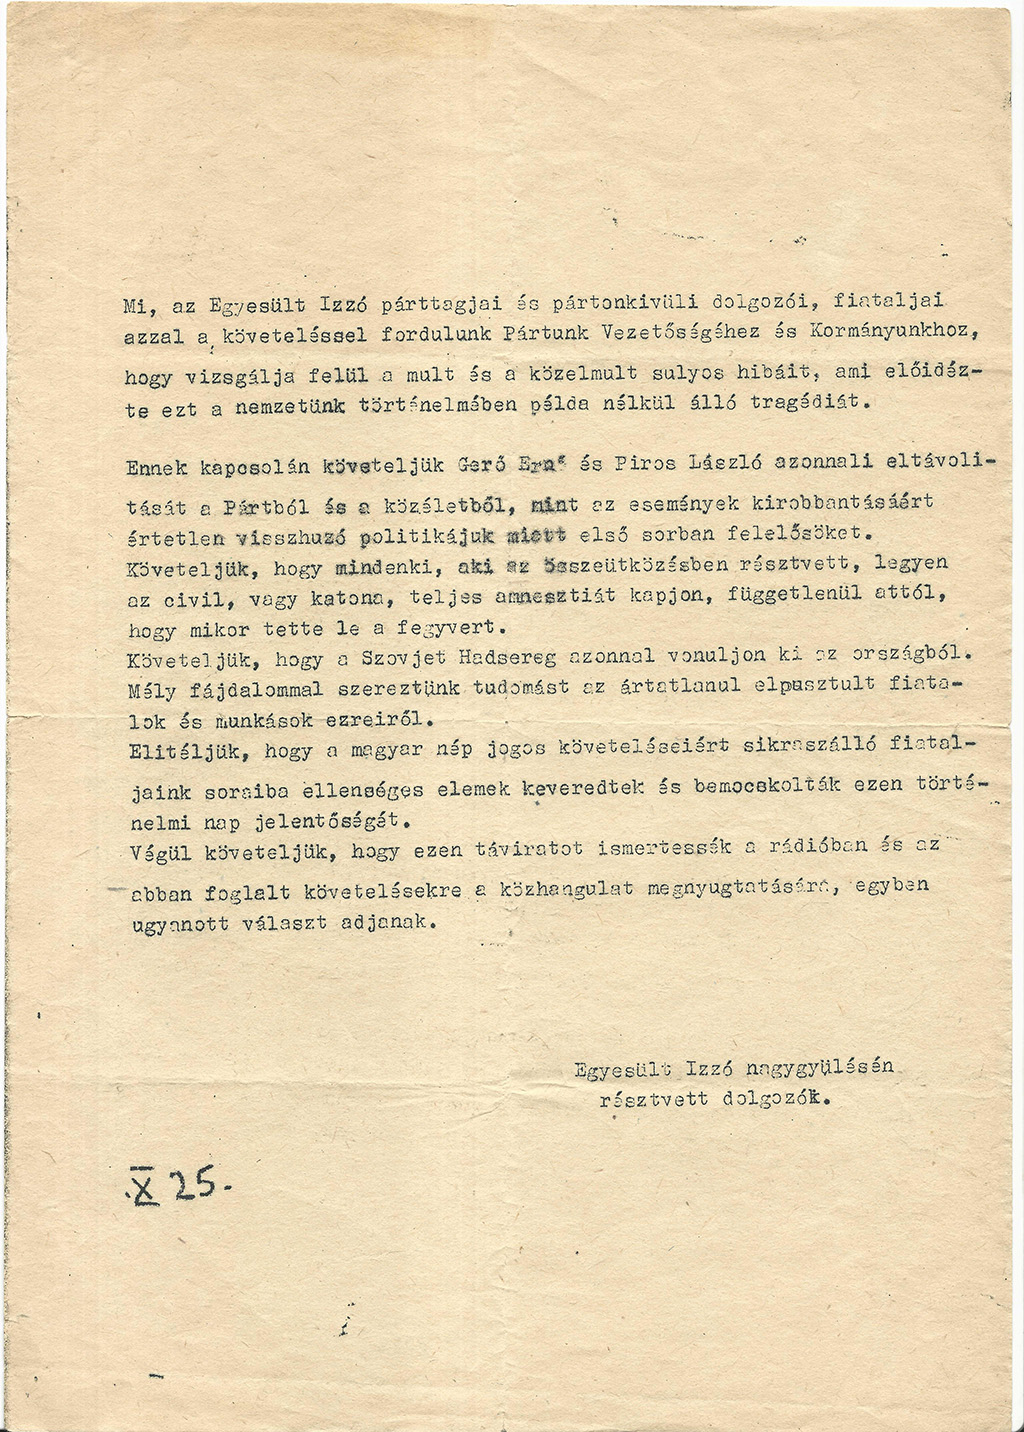 Mi, az Egyesült Izzó párttagjai és pártonkivüli dolgozói, fiataljai
azzal a követeléssel fordulunk Pártunk Vezetőségéhez és Kormányunkhoz,
hogy vizsgálja felül a mult és a közelmult sulyos hibáit, ami előidéz-
te ezt a nemzetünk történelmében példa nélkül álló tragédiát.
Ennek kapcsolán követeljük Gerő Ernő és Piros László azonnali eltávoli-
tását a Pártból és a közéletből, mint az események kirobbantásáért
értetlen visszhuzó politikájuk miatt első sorban felelősöket.
Követeljük, hogy mindenki, aki az összeütközésben résztvett, legyen
az civil, vagy katona, teljes amnesztiát kapjon, függetlenül attól,
hogy mikor tette le a fegyvert.
Követeljük, hogy a Szovjet Hadsereg azonnal vonuljon ki az országból.
Mély fájdalommal szereztünk tudomást az ártatlanul elpusztult fiata-
lok és munkások ezreiről.
Elitéljük, hogy a magyar nép jogos követeléseiért sikraszálló fiatal-
jaink soraiba ellenséges elemek keveredtek és bemocskolták ezen törté-
nelmi nap jelentőségét.
Végül követeljük, hogy ezen táviratot ismertessék a rádióban és az
abban foglalt követelésekre a közhangulat megnyugtatására, egyben
ugyanott választ adjanak.
Egyesült Izzó nagygyülésén
résztvett dolgozók.
X 25.